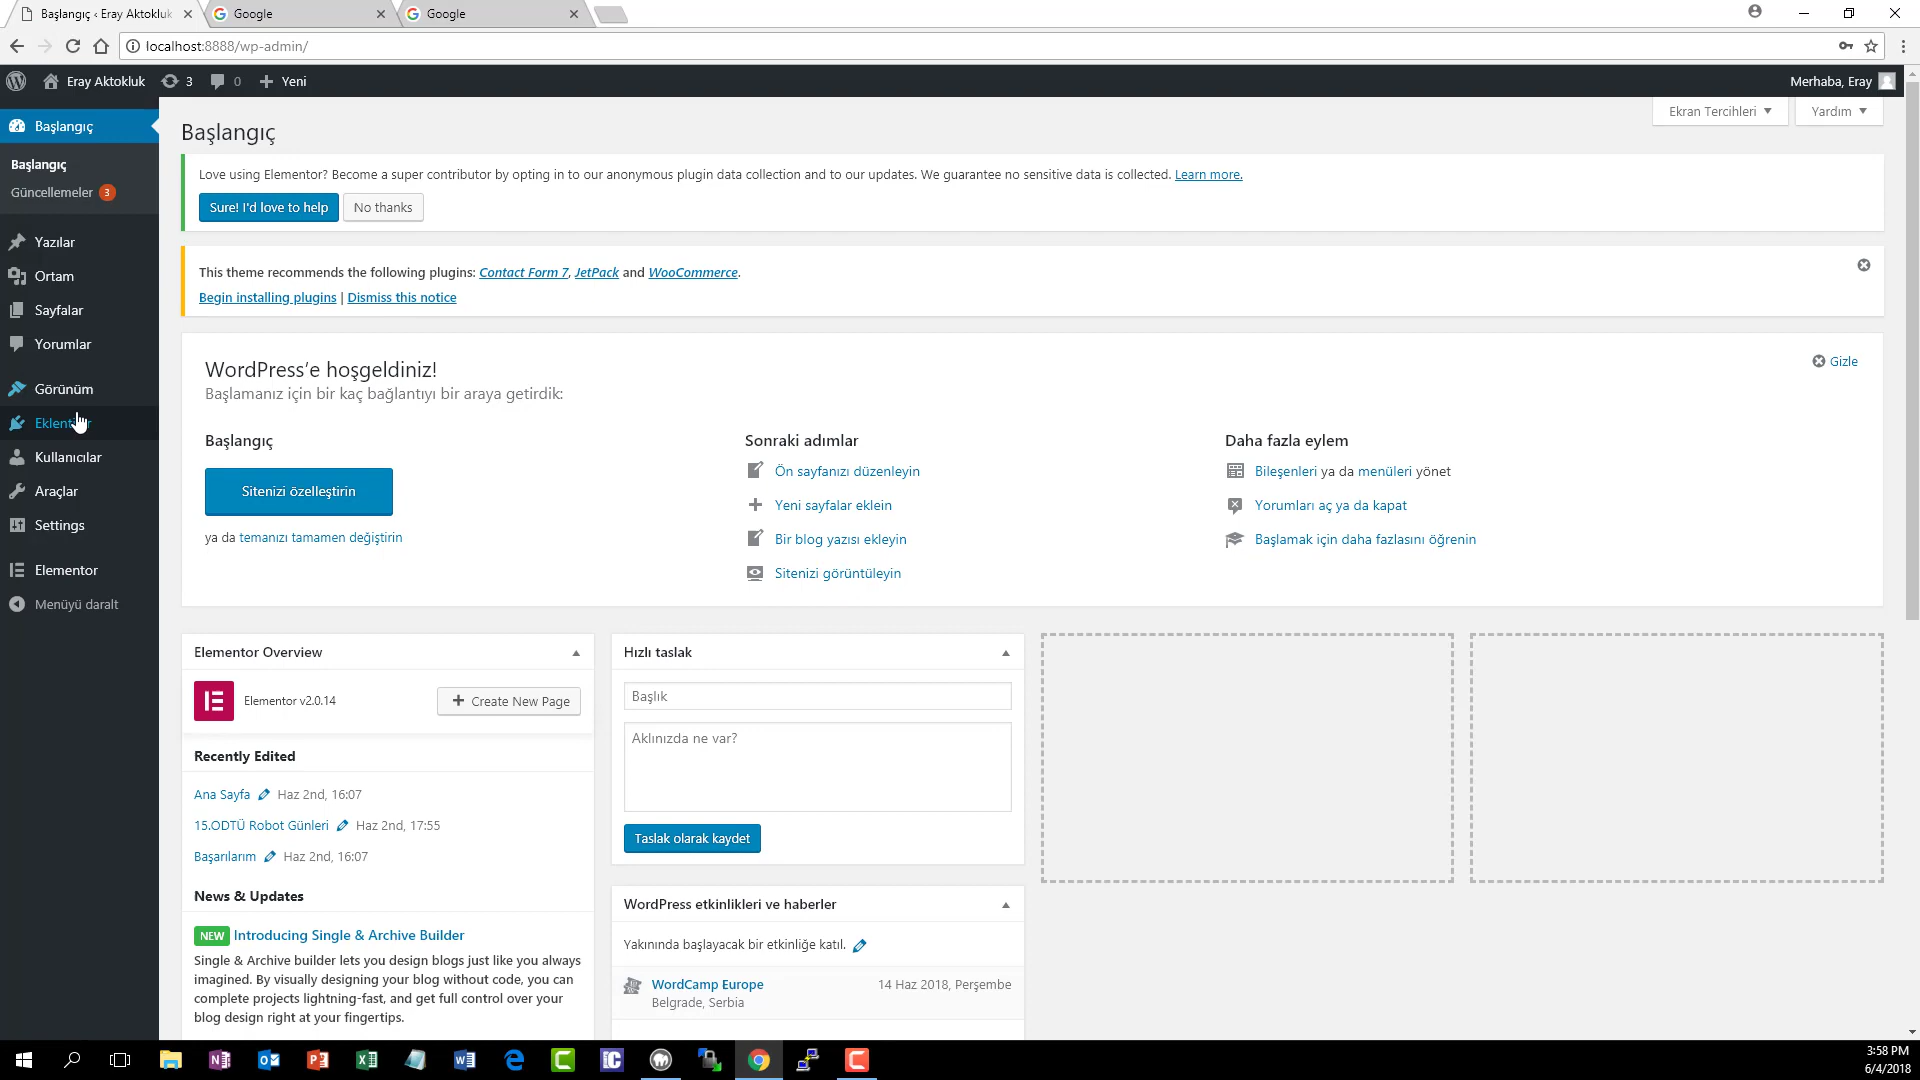 Başlangıç ‹ Eray Aktokluk
Google
Google
localhost:8888/wp-admin/
Eray Aktokluk
3
0
Yeni
Merhaba, Eray
Başlangıç
Başlangıç
Güncellemeler 3
Yazılar
Ortam
Sayfalar
Yorumlar
Görünüm
Kullanıcılar
Araçlar
Settings
Elementor
Menüyü daralt
Başlangıç
Ekran Tercihleri
Yardım
Love using Elementor? Become a super contributor by opting in to our anonymous plugin data collection and to our updates. We guarantee no sensitive data is collected. Learn more.
Sure! I'd love to help
No thanks
This theme recommends the following plugins: Contact Form 7, JetPack and WooCommerce.
Begin installing plugins | Dismiss this notice
WordPress’e hoşgeldiniz!
Başlamanız için bir kaç bağlantıyı bir araya getirdik:
Gizle
Başlangıç
Sitenizi özelleştirin
ya da temanızı tamamen değiştirin
Sonraki adımlar
Ön sayfanızı düzenleyin
Yeni sayfalar eklein
Bir blog yazısı ekleyin
Sitenizi görüntüleyin
Daha fazla eylem
Bileşenleri ya da menüleri yönet
Yorumları aç ya da kapat
Başlamak için daha fazlasını öğrenin
Elementor Overview
Elementor v2.0.14
Create New Page
Recently Edited
Ana Sayfa Haz 2nd, 16:07
15.ODTÜ Robot Günleri Haz 2nd, 17:55
Başarılarım Haz 2nd, 16:07
News & Updates
NEW Introducing Single & Archive Builder
Single & Archive builder lets you design blogs just like you always
imagined. By visually designing your blog without code, you can
complete projects lightning-fast, and get full control over your
blog design right at your fingertips.
Hızlı taslak
Başlık
Aklınızda ne var?
Taslak olarak kaydet
WordPress etkinlikleri ve haberler
Yakınında başlayacak bir etkinliğe katıl.
WordCamp Europe
14 Haz 2018, Perşembe
Belgrade, Serbia
3:58 PM
6/4/2018